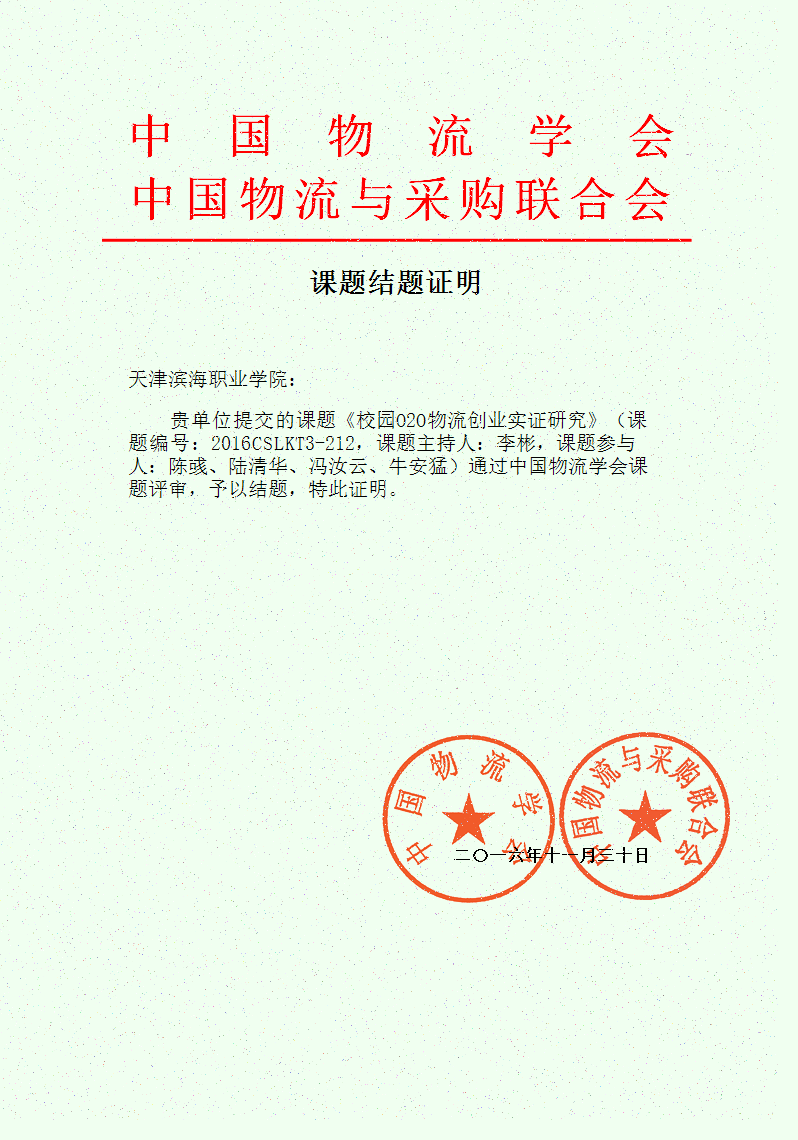 中国物流学会
中国物流与采购联合会
课题结题证明
天津滨海职业学院：
贵单位提交的课题《校园O2O物流创业实证研究》（课
题编号：2016CSLKT3-212，课题主持人：李彬，课题参与
人：陈彧、陆清华、冯汝云、牛安猛）通过中国物流学会课
题评审，予以结题，特此证明。
中国物流学会
中国物流与采购联合会
二〇一六年十一月三十日